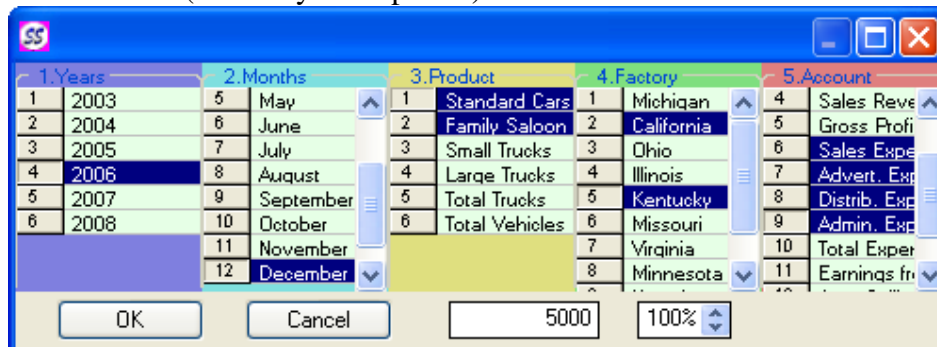 SS
1.Years
1 2003
2 2004
3 2005
4 2006
5 2007
6 2008
2.Months
5 May
6 June
7 July
8 August
9 September
10 October
11 November
12 December
3.Product
1 Standard Cars
2 Family Saloon
3 Small Trucks
4 Large Trucks
5 Total Trucks
6 Total Vehicles
4.Factory
1 Michigan
2 California
3 Ohio
4 Illinois
5 Kentucky
6 Missouri
7 Virginia
8 Minnesota
5.Account
4 Sales Reve
5 Gross Profi
6 Sales Expe
7 Advert. Exp
8 Distrib. Exp
9 Admin. Exp
10 Total Exper
11 Earnings fr
OK Cancel 5000 100%